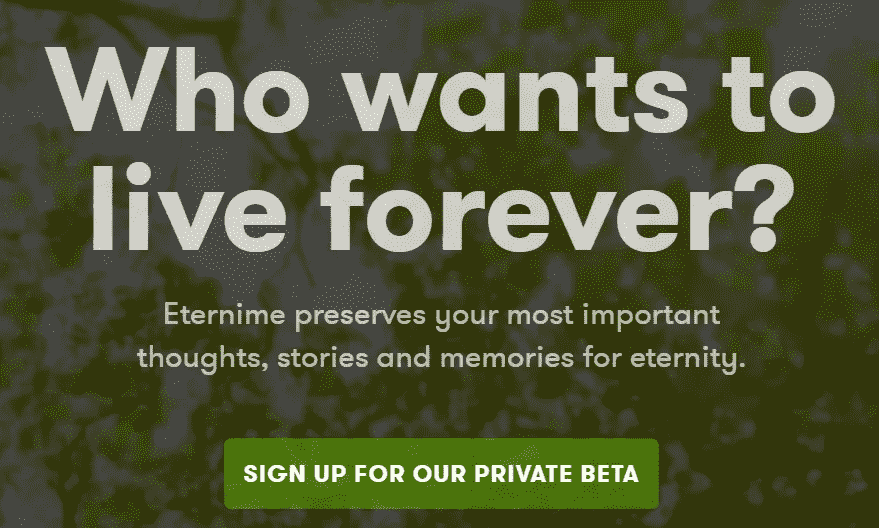 Who wants to
live forever?
Eternime preserves your most important
thoughts, stories and memories for eternity.
SIGN UP FOR OUR PRIVATE BETA